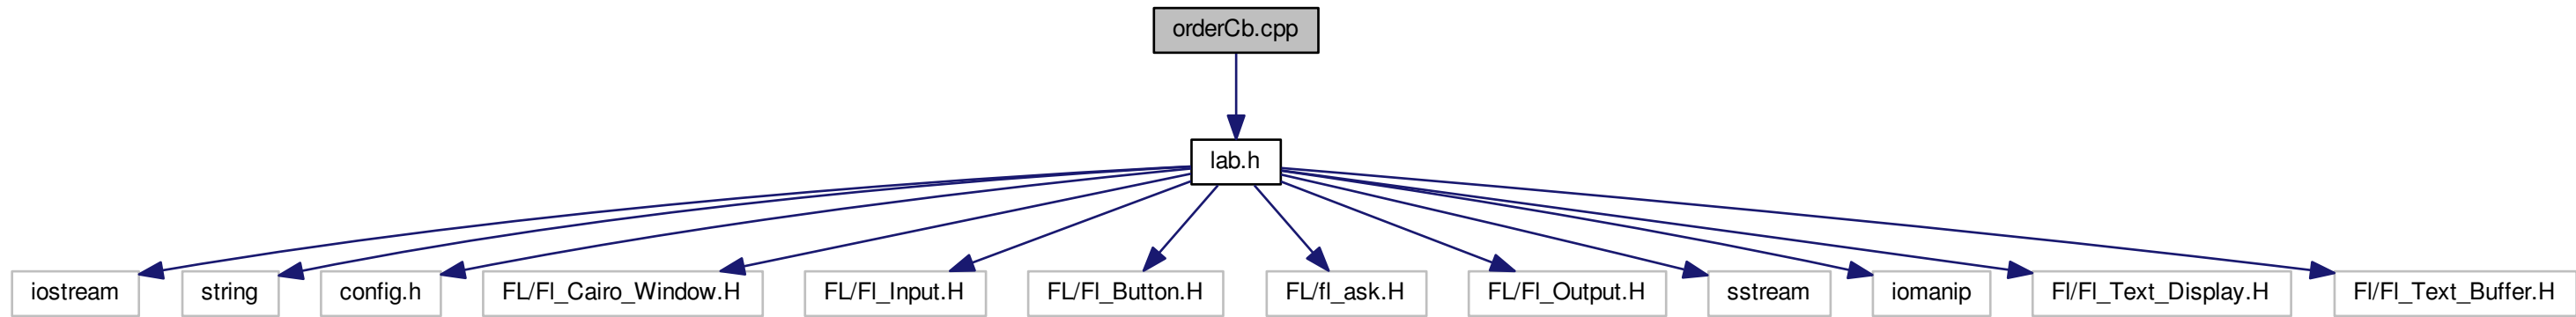 orderCb.cpp
lab.h
iostream
string
config.h
FL/Fl_Cairo_Window.H
FL/Fl_Input.H
FL/Fl_Button.H
FL/fl_ask.H
FL/Fl_Output.H
sstream
iomanip
Fl/Fl_Text_Display.H
Fl/Fl_Text_Buffer.H